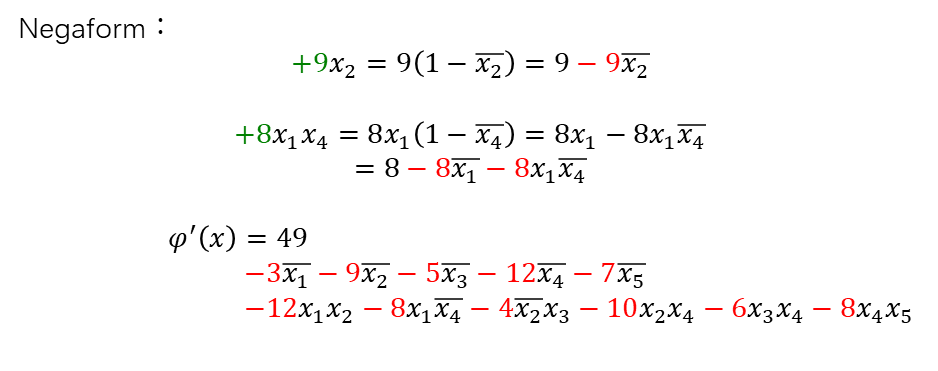 Negaform：
+9x₂ = 9(1 − x̅₂) = 9 − 9x̅₂
+8x₁x₄ = 8x₁(1 − x̅₄) = 8x₁ − 8x₁x̅₄
= 8 − 8x̅₁ − 8x₁x̅₄
φ′(x) = 49
−3x̅₁ − 9x̅₂ − 5x̅₃ − 12x̅₄ − 7x̅₅
−12x₁x₂ − 8x₁x̅₄ − 4x̅₂x₃ − 10x₂x₄ − 6x₃x₄ − 8x₄x₅